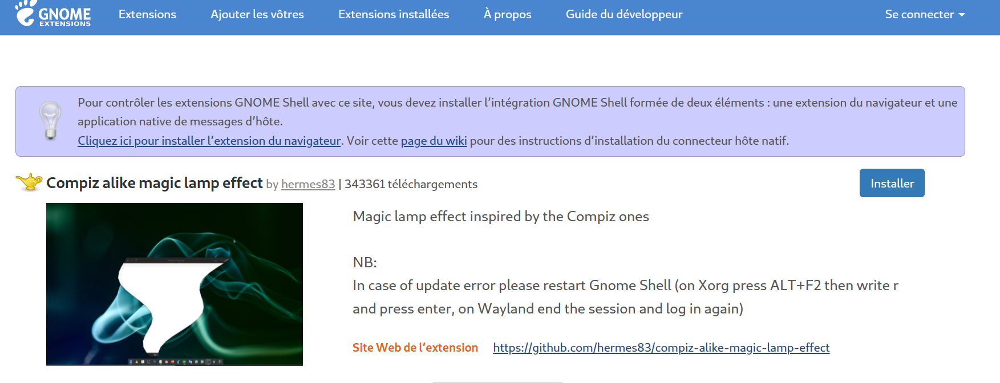 GNOME
EXTENSIONS
Extensions
Ajouter les vôtres
Extensions installées
À propos
Guide du développeur
Se connecter
Pour contrôler les extensions GNOME Shell avec ce site, vous devez installer l’intégration GNOME Shell formée de deux éléments : une extension du navigateur et une
application native de messages d’hôte.
Cliquez ici pour installer l’extension du navigateur. Voir cette page du wiki pour des instructions d’installation du connecteur hôte natif.
Compiz alike magic lamp effect by hermes83 | 343361 téléchargements
Installer
Magic lamp effect inspired by the Compiz ones
NB:
In case of update error please restart Gnome Shell (on Xorg press ALT+F2 then write r
and press enter, on Wayland end the session and log in again)
Site Web de l’extension https://github.com/hermes83/compiz-alike-magic-lamp-effect